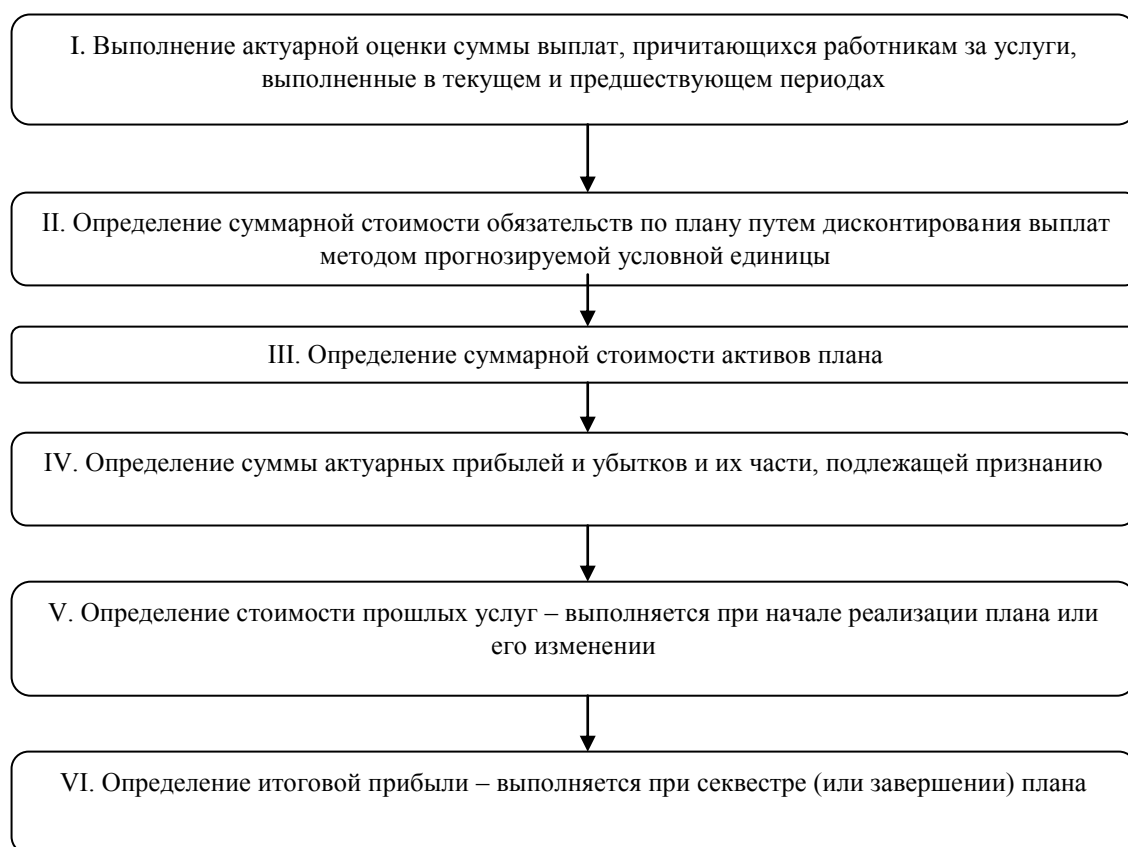 I. Выполнение актуарной оценки суммы выплат, причитающихся работникам за услуги,
выполненные в текущем и предшествующем периодах
II. Определение суммарной стоимости обязательств по плану путем дисконтирования выплат
методом прогнозируемой условной единицы
III. Определение суммарной стоимости активов плана
IV. Определение суммы актуарных прибылей и убытков и их части, подлежащей признанию
V. Определение стоимости прошлых услуг – выполняется при начале реализации плана или
его изменении
VI. Определение итоговой прибыли – выполняется при секвестре (или завершении) плана